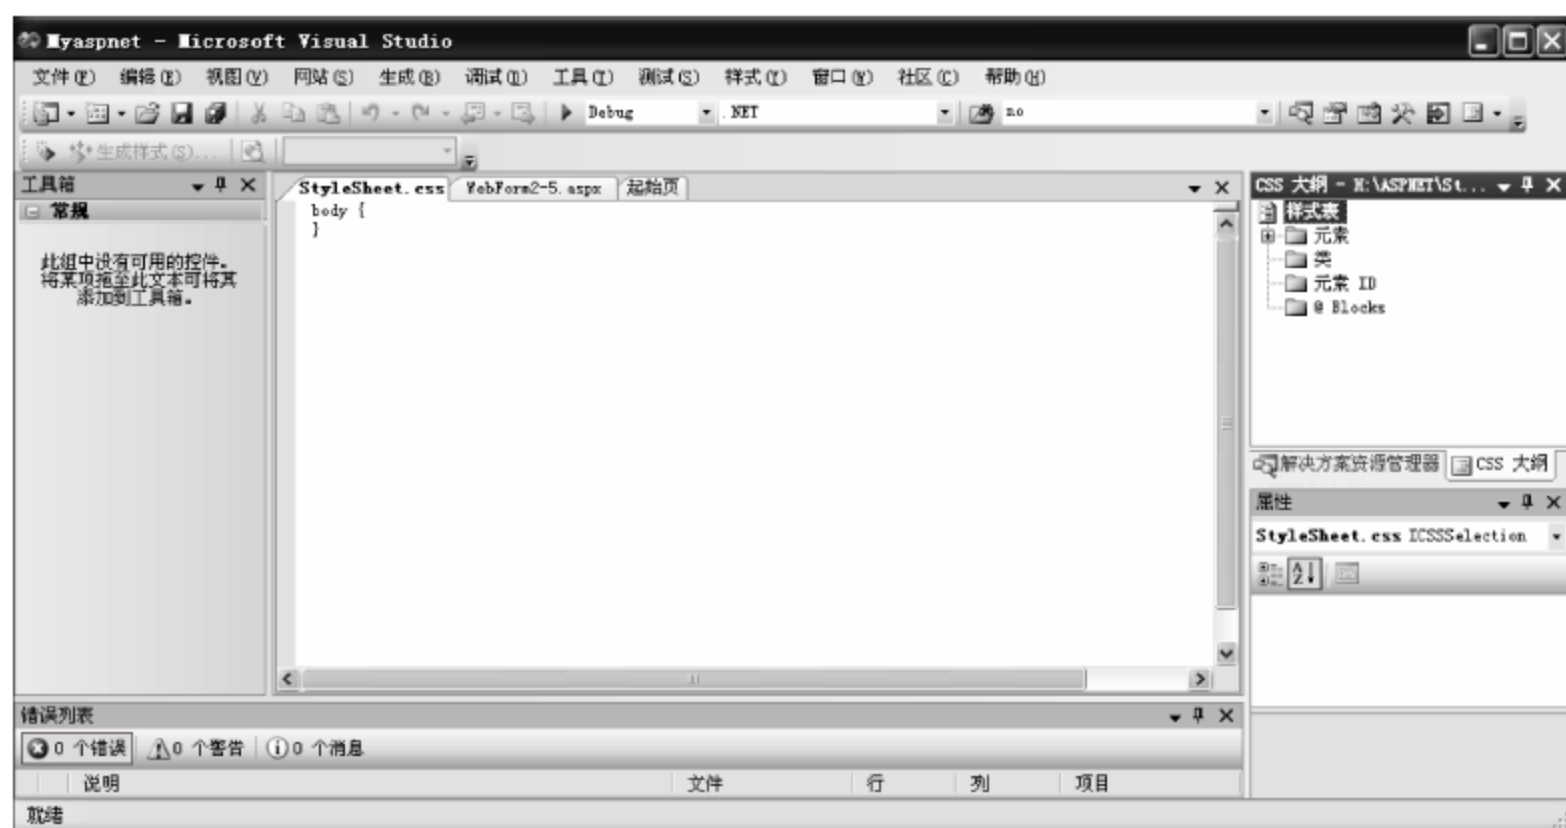 Myaspnet - Microsoft Visual Studio
文件(F) 编辑(E) 视图(V) 网站(S) 生成(B) 调试(D) 工具(T) 测试(S) 样式(Y) 窗口(W) 社区(C) 帮助(H)
Debug .NET no
生成样式(S)...
工具箱
常规
此组中没有可用的控件。
将某项拖至此文本可将其
添加到工具箱。
StyleSheet.css WebForm2-5.aspx 起始页
body {
}
CSS 大纲 - M:\ASPNET\St...
样式表
元素
类
元素 ID
@ Blocks
解决方案资源管理器 CSS 大纲
属性
StyleSheet.css ICSSSelection
错误列表
0 个错误 0 个警告 0 个消息
说明 文件 行 列 项目
就绪